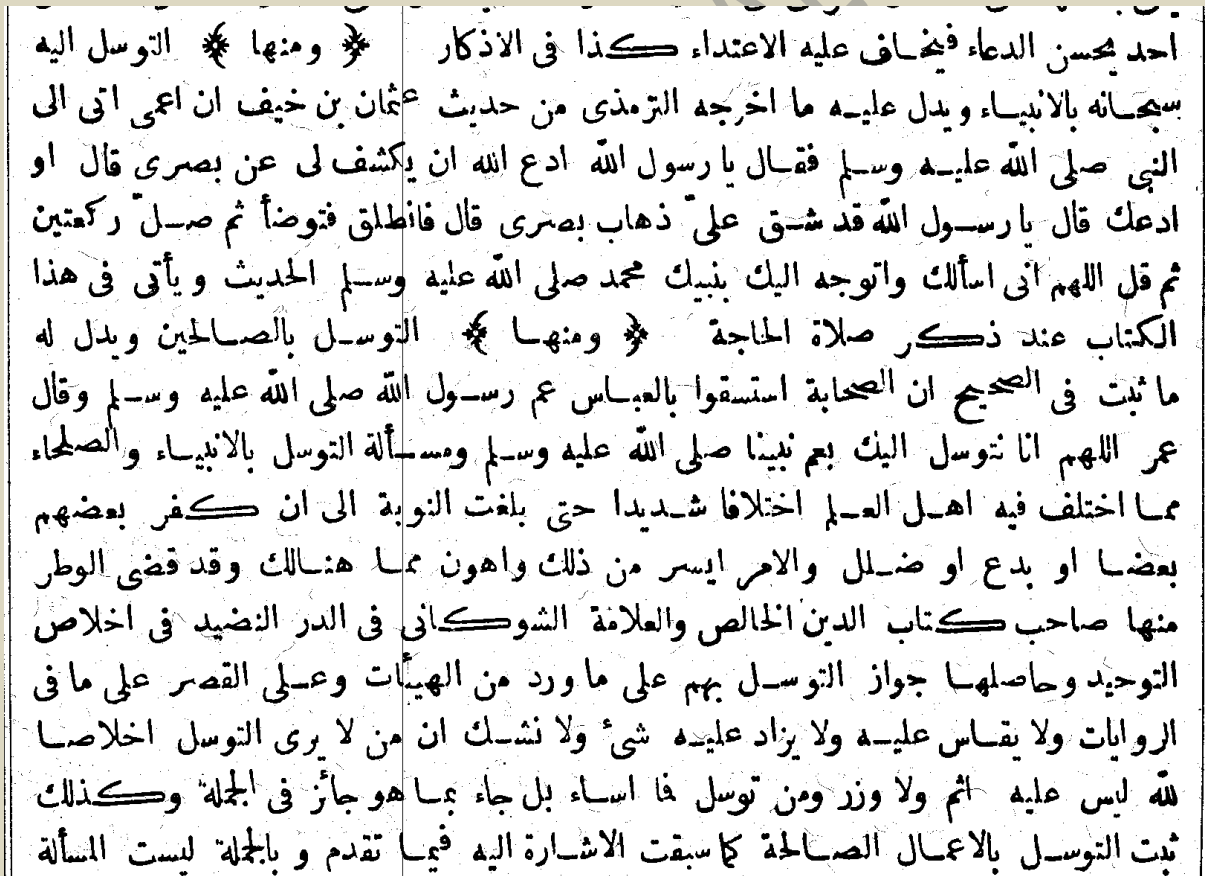 احد يحسن الدعاء فيخاف عليه الاعتداء كذا فى الاذكار ﴿ ومنها ﴾ التوسل اليه
سبحانه بالانبياء ويدل عليه ما اخرجه الترمذى من حديث عثمان بن خيف ان اعمى اتى الى
النبى صلى الله عليه وسلم فقال يا رسول الله ادع الله ان يكشف لى عن بصرى قال او
ادعك قال يا رسول الله قد شق علىّ ذهاب بصرى قال فانطلق فتوضأ ثم صلّ ركعتين
ثم قل اللهم انى اسألك واتوجه اليك بنبيك محمد صلى الله عليه وسلم الحديث ويأتى فى هذا
الكتاب عند ذكر صلاة الحاجة ﴿ ومنها ﴾ التوسل بالصالحين ويدل له
ما ثبت فى الصحيح ان الصحابة استسقوا بالعباس عم رسول الله صلى الله عليه وسلم وقال
عمر اللهم انا نتوسل اليك بعم نبينا صلى الله عليه وسلم ومسألة التوسل بالانبياء والصلحاء
مما اختلف فيه اهل العلم اختلافا شديدا حتى بلغت النوبة الى ان كفر بعضهم
بعضا او بدع او ضلل والامر ايسر من ذلك واهون مما هنالك وقد قضى الوطر
منها صاحب كتاب الدين الخالص والعلامة الشوكانى فى الدر النضيد فى اخلاص
التوحيد وحاصلها جواز التوسل بهم على ما ورد من الهيئات وعلى القصر على ما فى
الروايات ولا يقاس عليه ولا يزاد عليه شئ ولا نشك ان من لا يرى التوسل اخلاصا
لله ليس عليه اثم ولا وزر ومن توسل فا اساء بل جاء بما هو جائز فى الجملة وكذلك
ثبت التوسل بالاعمال الصالحة كما سبقت الاشارة اليه فيما تقدم و بالجملة ليست المسألة